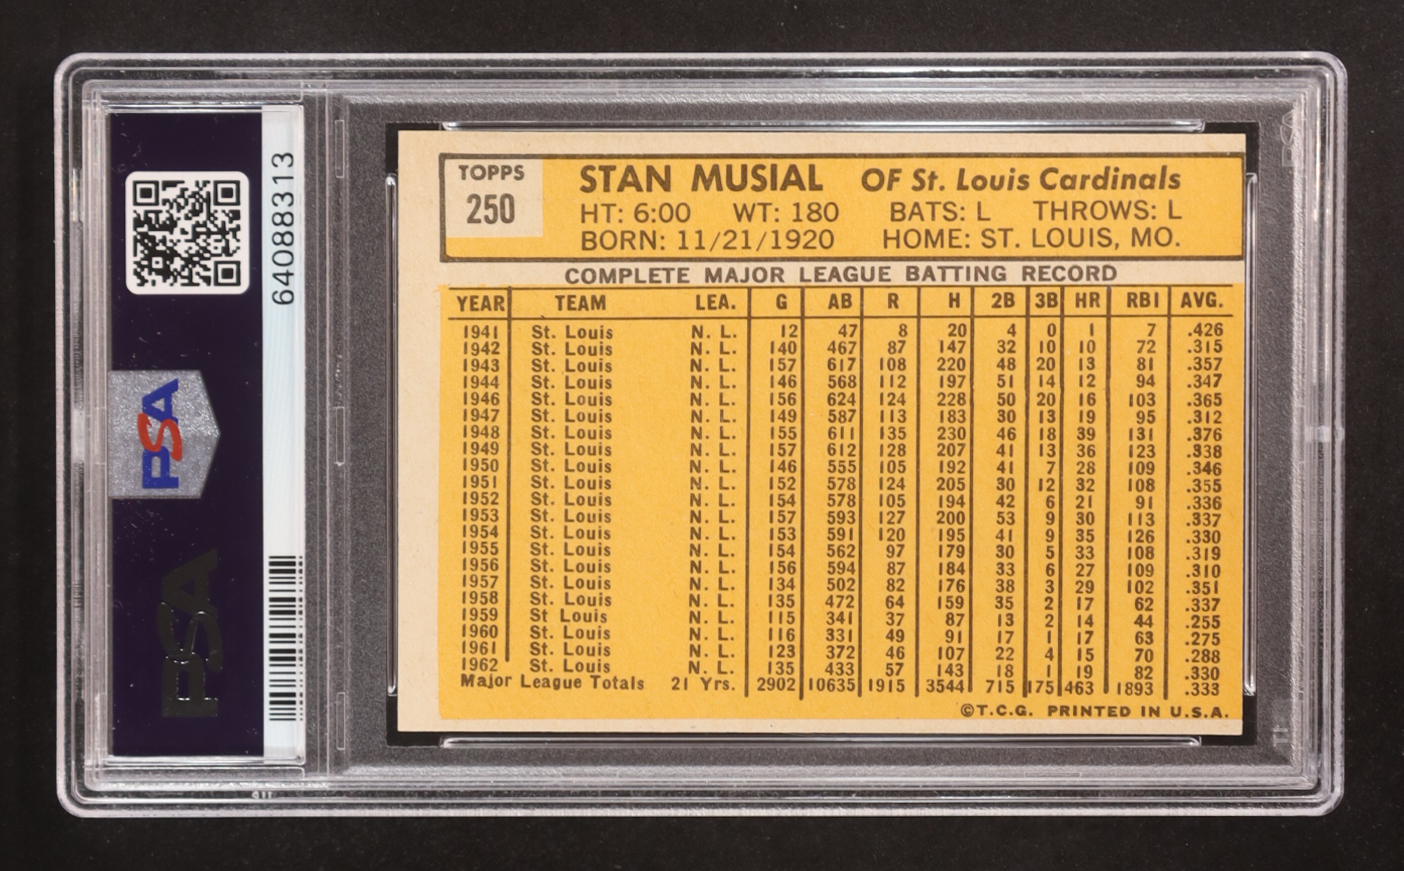 64088313
PSA
PSA
TOPPS
250
STAN MUSIAL OF St. Louis Cardinals
HT: 6:00 WT: 180 BATS: L THROWS: L
BORN: 11/21/1920 HOME: ST. LOUIS, MO.
COMPLETE MAJOR LEAGUE BATTING RECORD
YEAR TEAM LEA. G AB R H 2B 3B HR RBI AVG.
1941 St. Louis N. L. 12 47 8 20 4 0 1 7 .426
1942 St. Louis N. L. 140 467 87 147 32 10 10 72 .315
1943 St. Louis N. L. 157 617 108 220 48 20 13 81 .357
1944 St. Louis N. L. 146 568 112 197 51 14 12 94 .347
1946 St. Louis N. L. 156 624 124 228 50 20 16 103 .365
1947 St. Louis N. L. 149 587 113 183 30 13 19 95 .312
1948 St. Louis N. L. 155 611 135 230 46 18 39 131 .376
1949 St. Louis N. L. 157 612 128 207 41 13 36 123 .338
1950 St. Louis N. L. 146 555 105 192 41 7 28 109 .346
1951 St. Louis N. L. 152 578 124 205 30 12 32 108 .355
1952 St. Louis N. L. 154 578 105 194 42 6 21 91 .336
1953 St. Louis N. L. 157 593 127 200 53 9 30 113 .337
1954 St. Louis N. L. 153 591 120 195 41 9 35 126 .330
1955 St. Louis N. L. 154 562 97 179 30 5 33 108 .319
1956 St. Louis N. L. 156 594 87 184 33 6 27 109 .310
1957 St. Louis N. L. 134 502 82 176 38 3 29 102 .351
1958 St. Louis N. L. 135 472 64 159 35 2 17 62 .337
1959 St Louis N. L. 115 341 37 87 13 2 14 44 .255
1960 St. Louis N. L. 116 331 49 91 17 1 17 63 .275
1961 St. Louis N. L. 123 372 46 107 22 4 15 70 .288
1962 St. Louis N. L. 135 433 57 143 18 1 19 82 .330
Major League Totals 21 Yrs. 2902 10635 1915 3544 715 175 463 1893 .333
©T.C.G. PRINTED IN U.S.A.